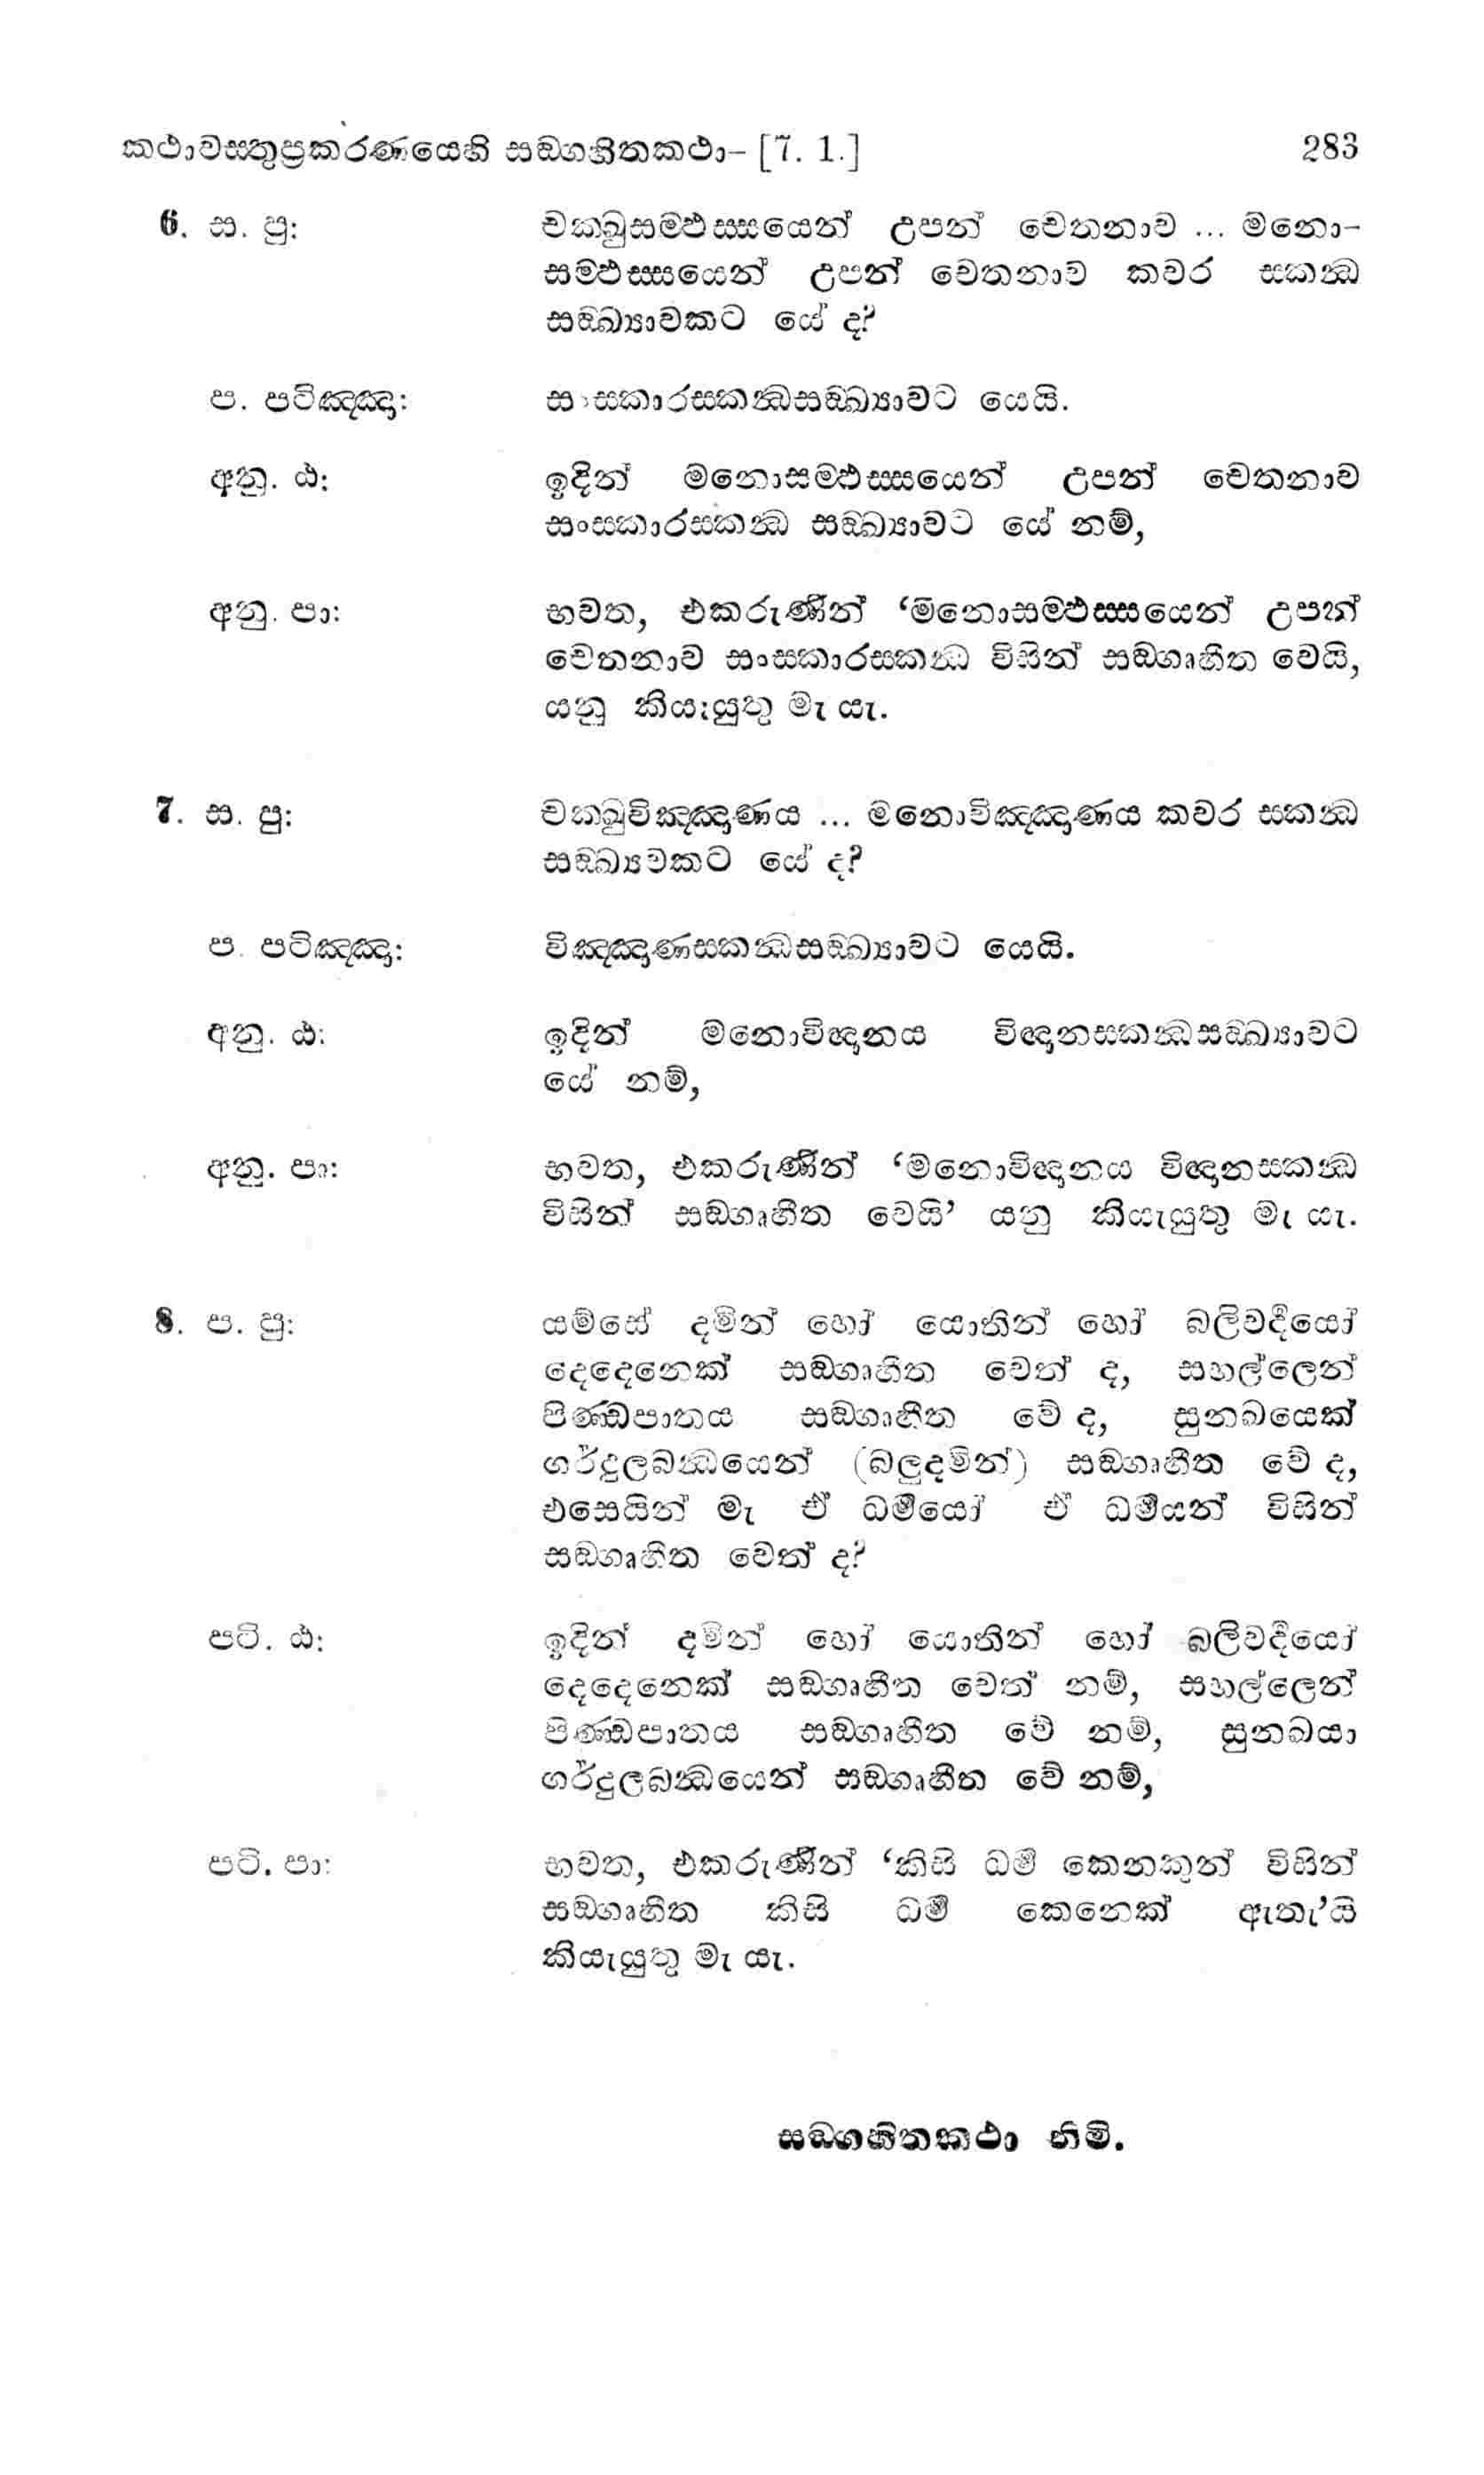 කථාවස්තුප්‍රකරණයෙහි සඞ්ගහිතකථා– [7. 1.] 283
6. ස. පු: චක්ඛුසම්ඵස්සයෙන් උපන් චෙතනාව ... මනො-
සම්ඵස්සයෙන් උපන් චෙතනාව කවර ස්කන්‍ධ
සඞ්ඛ්‍යාවකට යේ ද?
ප. පටිඤ්ඤා: සංස්කාරස්කන්‍ධසඞ්ඛ්‍යාවට යෙයි.
අනු. ඨ: ඉදින් මනොසම්ඵස්සයෙන් උපන් චෙතනාව
සංස්කාරස්කන්‍ධ සඞ්ඛ්‍යාවට යේ නම්,
අනු. පා: භවත, එකරුණින් ‘මනොසම්ඵස්සයෙන් උපන්
චෙතනාව සංස්කාරස්කන්‍ධ විසින් සඞ්ගෘහීත වෙයි,
යනු කියැයුතු මැ යැ.
7. ස. පු: චක්ඛුවිඤ්ඤාණය ... මනොවිඤ්ඤාණය කවර ස්කන්‍ධ
සඞ්ඛ්‍යවකට යේ ද?
ප. පටිඤ්ඤා: විඤ්ඤාණස්කන්‍ධසඞ්ඛ්‍යාවට යෙයි.
අනු. ඨ: ඉදින් මනොවිඥානය විඥානස්කන්‍ධසඞ්ඛ්‍යාවට
යේ නම්,
අනු. පා: භවත, එකරුණින් ‘මනොවිඥානය විඥානස්කන්‍ධ
විසින් සඞ්ගෘහීත වෙයි’ යනු කියැයුතු මැ යැ.
8. ප. පු: යම්සේ දමින් හෝ යොතින් හෝ බලිවර්‍දයෝ
දෙදෙනෙක් සඞ්ගෘහීත වෙත් ද, සහල්ලෙන්
පිණ්ඩපාතය සඞ්ගෘහීත වේ ද, සුනඛයෙක්
ගර්දුලබන්‍ධයෙන් (බලුදමින්) සඞ්ගෘහීත වේ ද,
එසෙයින් මැ ඒ ධර්‍මයෝ ඒ ධර්‍මයන් විසින්
සඞ්ගෘහීත වෙත් ද?
පටි. ඨ: ඉදින් දමින් හෝ යොතින් හෝ බලිවර්‍දයෝ
දෙදෙනෙක් සඞ්ගෘහීත වෙත් නම්, සහල්ලෙන්
පිණ්ඩපාතය සඞ්ගෘහීත වේ නම්, සුනඛයා
ගර්දුලබන්‍ධයෙන් සඞ්ගෘහීත වේ නම්,
පටි. පා: භවත, එකරුණින් ‘කිසි ධර්‍ම කෙනකුන් විසින්
සඞ්ගෘහීත කිසි ධර්‍ම කෙනෙක් ඇතැ’යි
කියැයුතු මැ යැ.
සඞ්ගහිතකථා නිමි.